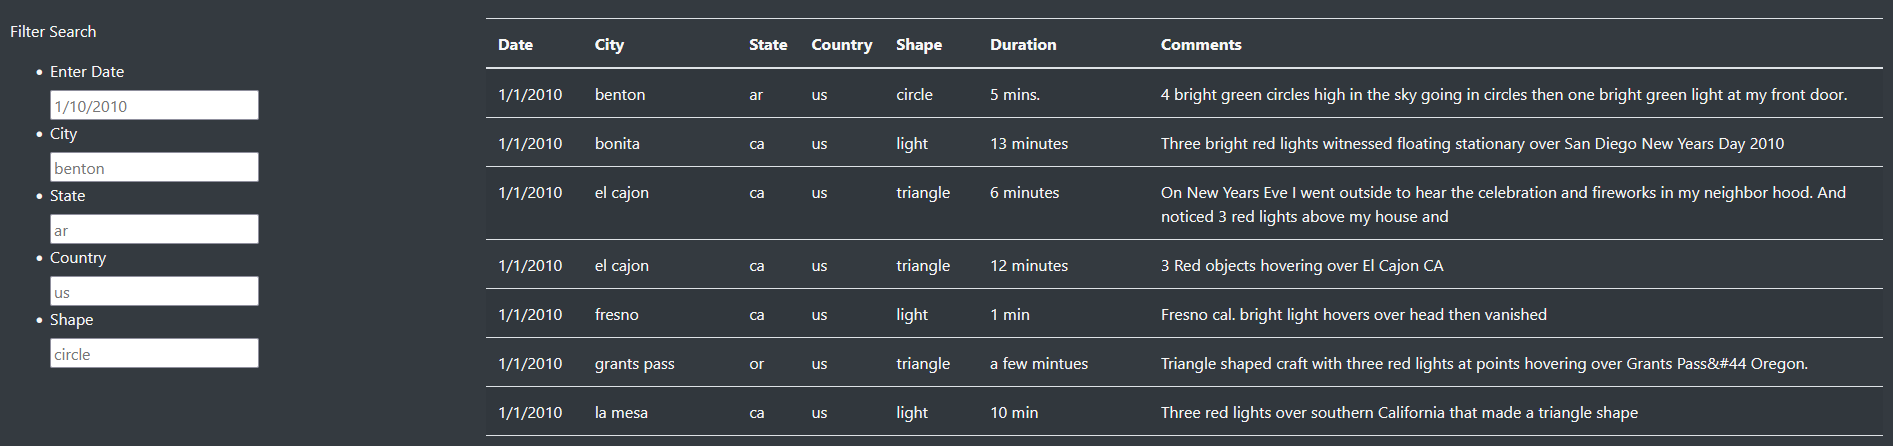 Filter Search
Enter Date
1/10/2010
City
benton
State
ar
Country
us
Shape
circle
Date City State Country Shape Duration Comments
1/1/2010 benton ar us circle 5 mins. 4 bright green circles high in the sky going in circles then one bright green light at my front door.
1/1/2010 bonita ca us light 13 minutes Three bright red lights witnessed floating stationary over San Diego New Years Day 2010
1/1/2010 el cajon ca us triangle 6 minutes On New Years Eve I went outside to hear the celebration and fireworks in my neighbor hood. And
noticed 3 red lights above my house and
1/1/2010 el cajon ca us triangle 12 minutes 3 Red objects hovering over El Cajon CA
1/1/2010 fresno ca us light 1 min Fresno cal. bright light hovers over head then vanished
1/1/2010 grants pass or us triangle a few mintues Triangle shaped craft with three red lights at points hovering over Grants Pass&#44 Oregon.
1/1/2010 la mesa ca us light 10 min Three red lights over southern California that made a triangle shape